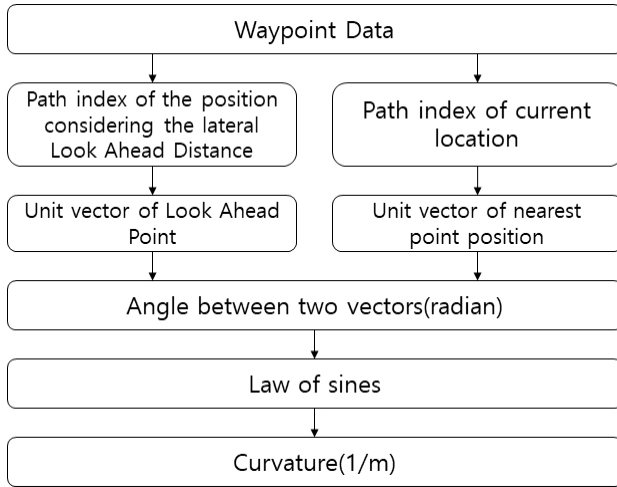 Waypoint Data
Path index of the position
considering the lateral
Look Ahead Distance
Path index of current
location
Unit vector of Look Ahead
Point
Unit vector of nearest
point position
Angle between two vectors(radian)
Law of sines
Curvature(1/m)